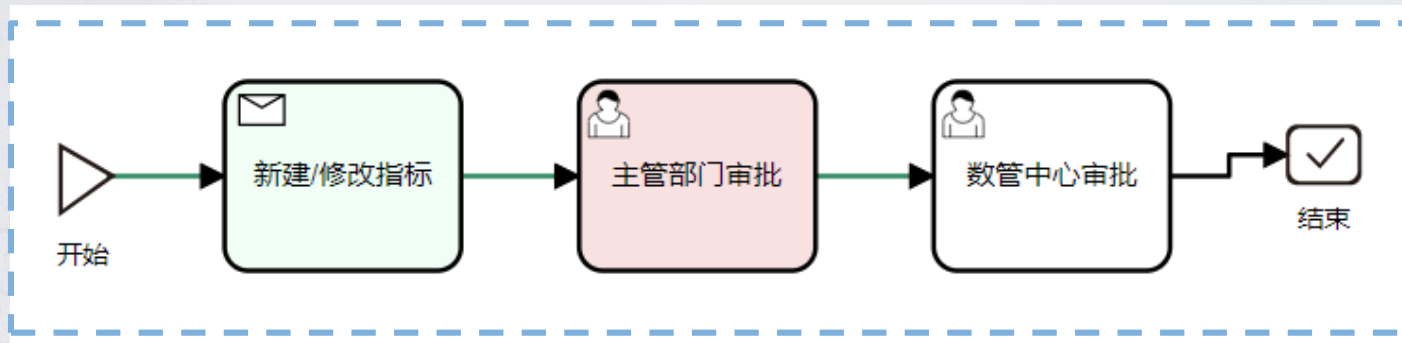 开始
新建/修改指标
主管部门审批
数管中心审批
结束